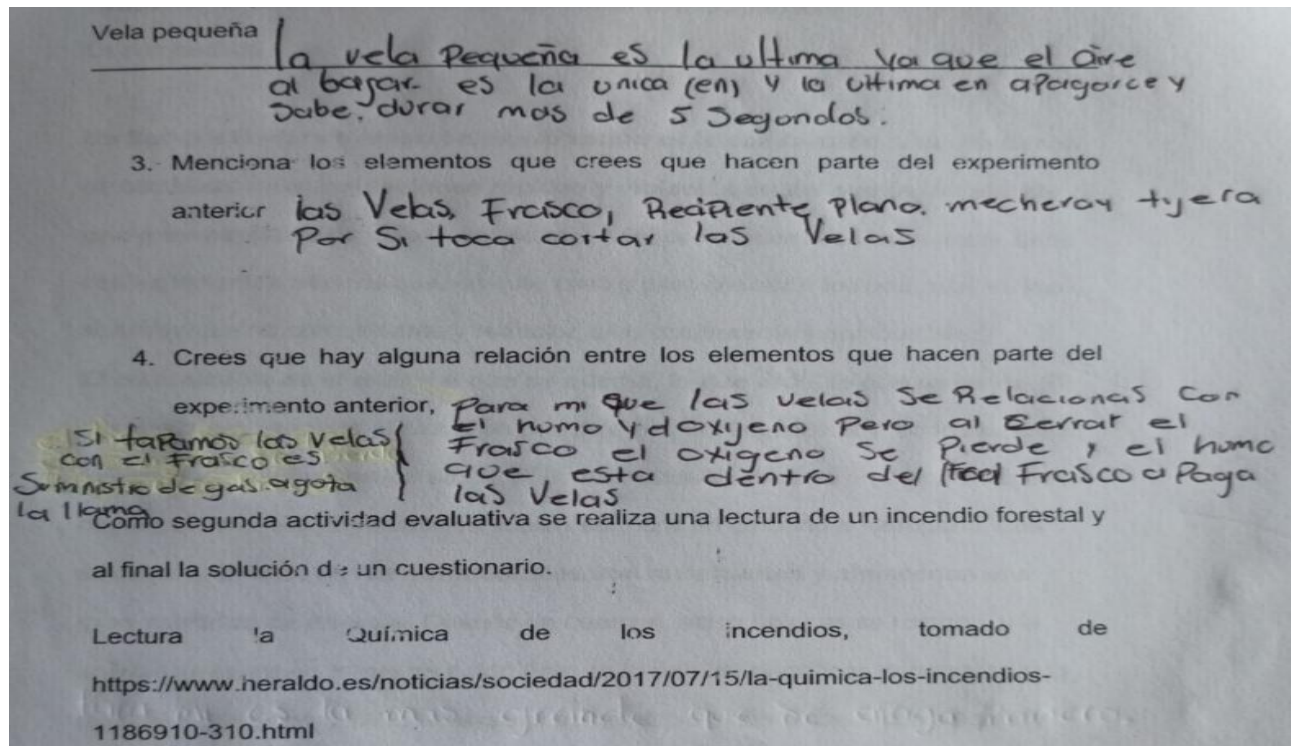 Vela pequeña
la vela Pequeña es la ultima ya que el aire
al bajar es la unica (en) y la ultima en apargarce y
Sabe. durar mas de 5 Segondos.
3. Menciona los elementos que crees que hacen parte del experimento
anterior las Velas, Frasco, Recipiente, plano. mechera y tijera
por Si toca cortar las Velas
4. Crees que hay alguna relación entre los elementos que hacen parte del
experimento anterior, Para mi que las velas Se Relacionas Con
El humo y doxijeno Pero al Cerrar el
Frasco el oxigeno Se Pierde y el humo
que esta dentro del Frasco a Paga
las Velas
Si tapamos las velas
con el Frasco es
Suministro de gas. agota
la llama
Como segunda actividad evaluativa se realiza una lectura de un incendio forestal y
al final la solución de un cuestionario.
Lectura la Química de los incendios, tomado de
https://www.heraldo.es/noticias/sociedad/2017/07/15/la-quimica-los-incendios-
1186910-310.html